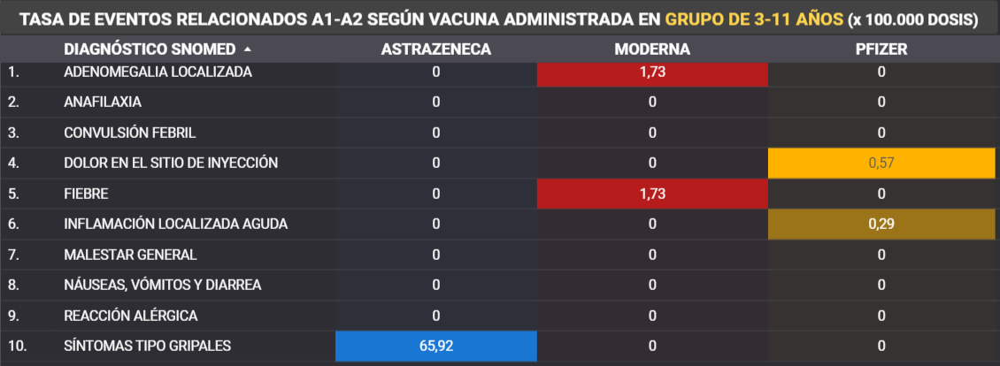 TASA DE EVENTOS RELACIONADOS A1-A2 SEGÚN VACUNA ADMINISTRADA EN GRUPO DE 3-11 AÑOS (x 100.000 DOSIS)
DIAGNÓSTICO SNOMED ASTRAZENECA MODERNA PFIZER
1. ADENOMEGALIA LOCALIZADA 0 1,73 0
2. ANAFILAXIA 0 0 0
3. CONVULSIÓN FEBRIL 0 0 0
4. DOLOR EN EL SITIO DE INYECCIÓN 0 0 0,57
5. FIEBRE 0 1,73 0
6. INFLAMACIÓN LOCALIZADA AGUDA 0 0 0,29
7. MALESTAR GENERAL 0 0 0
8. NÁUSEAS, VÓMITOS Y DIARREA 0 0 0
9. REACCIÓN ALÉRGICA 0 0 0
10. SÍNTOMAS TIPO GRIPALES 65,92 0 0